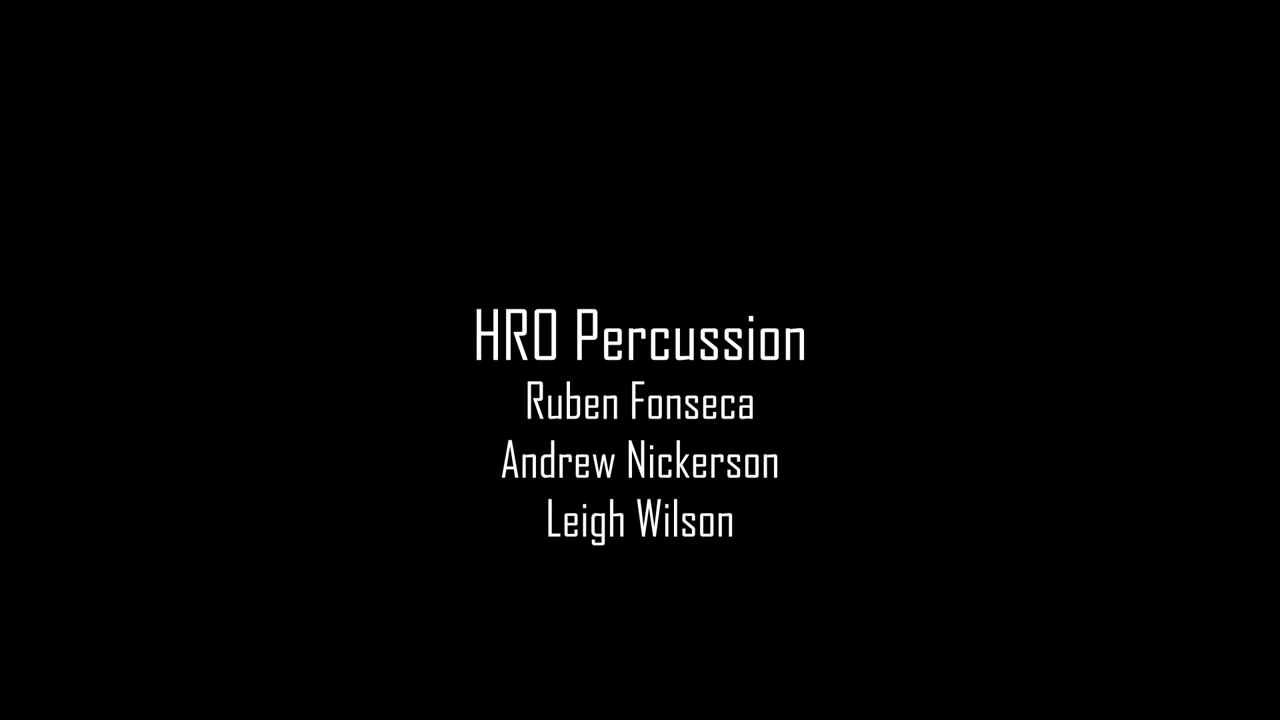 HRO Percussion
Ruben Fonseca
Andrew Nickerson
Leigh Wilson